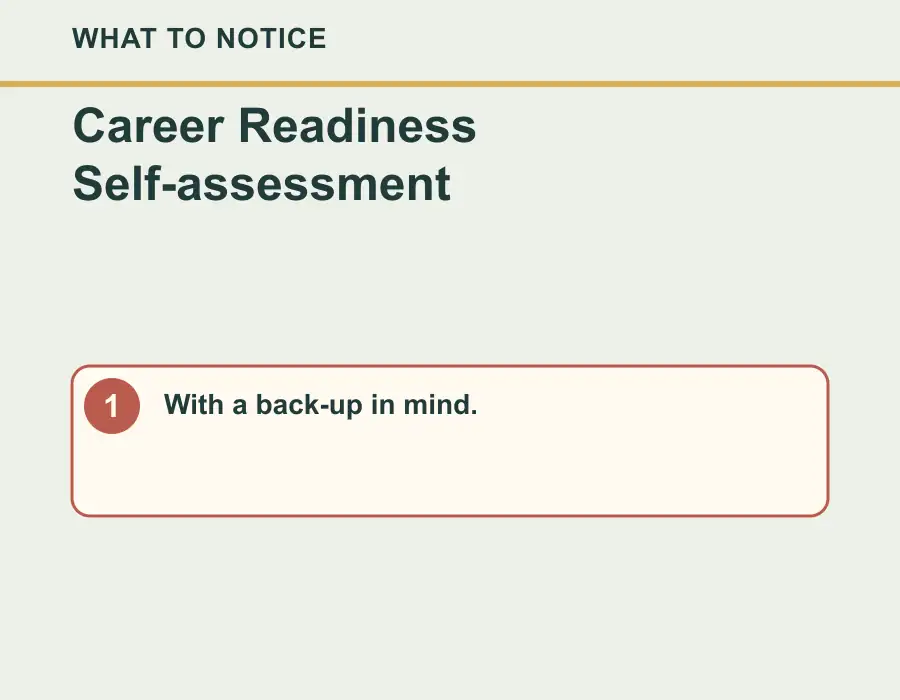 WHAT TO NOTICE
Career Readiness
Self-assessment
1 With a back-up in mind.